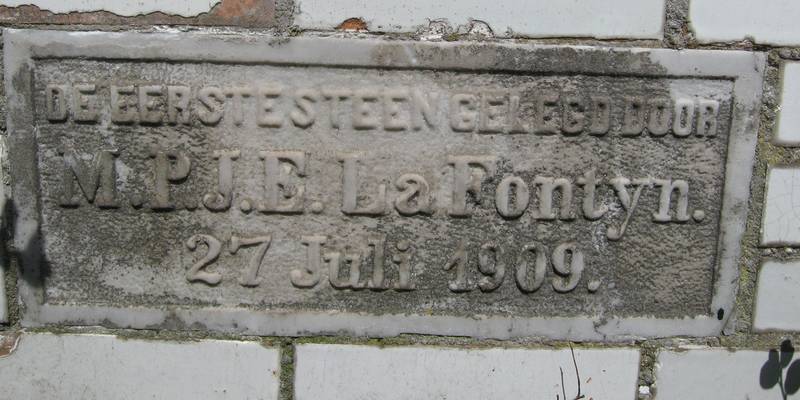 DE EERSTE STEEN GELEGD DOOR
M.P.J.E. La Fontyn.
27 Juli 1909.